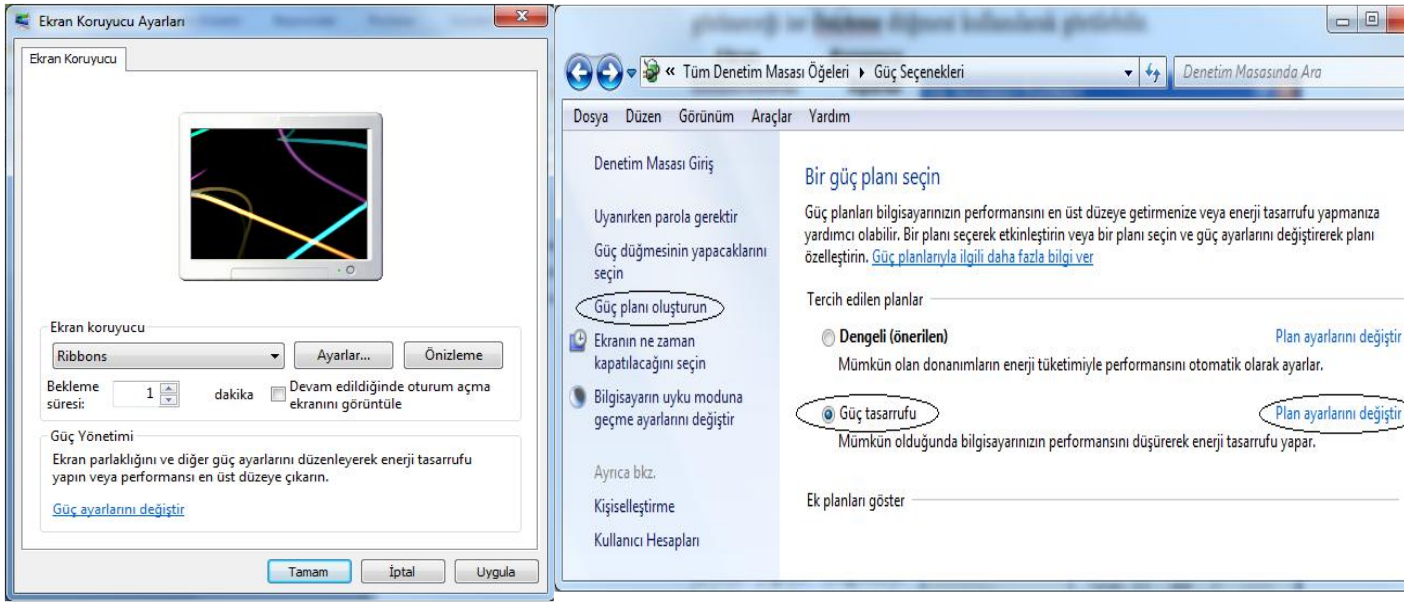 Ekran Koruyucu Ayarları
Ekran Koruyucu
Ekran koruyucu
Ribbons
Ayarlar...
Önizleme
Bekleme
süresi:
1
dakika
Devam edildiğinde oturum açma
ekranını görüntüle
Güç Yönetimi
Ekran parlaklığını ve diğer güç ayarlarını düzenleyerek enerji tasarrufu
yapın veya performansı en üst düzeye çıkarın.
Güç ayarlarını değiştir
Tamam
İptal
Uygula
« Tüm Denetim Masası Öğeleri Güç Seçenekleri
Denetim Masasında Ara
Dosya Düzen Görünüm Araçlar Yardım
Denetim Masası Giriş
Uyanırken parola gerektir
Güç düğmesinin yapacaklarını
seçin
Güç planı oluşturun
Ekranın ne zaman
kapatılacağını seçin
Bilgisayarın uyku moduna
geçme ayarlarını değiştir
Ayrıca bkz.
Kişiselleştirme
Kullanıcı Hesapları
Bir güç planı seçin
Güç planları bilgisayarınızın performansını en üst düzeye getirmenize veya enerji tasarrufu yapmanıza
yardımcı olabilir. Bir planı seçerek etkinleştirin veya bir planı seçin ve güç ayarlarını değiştirerek planı
özelleştirin. Güç planlarıyla ilgili daha fazla bilgi ver
Tercih edilen planlar
Dengeli (önerilen) Plan ayarlarını değiştir
Mümkün olan donanımların enerji tüketimiyle performansını otomatik olarak ayarlar.
Güç tasarrufu Plan ayarlarını değiştir
Mümkün olduğunda bilgisayarınızın performansını düşürerek enerji tasarrufu yapar.
Ek planları göster